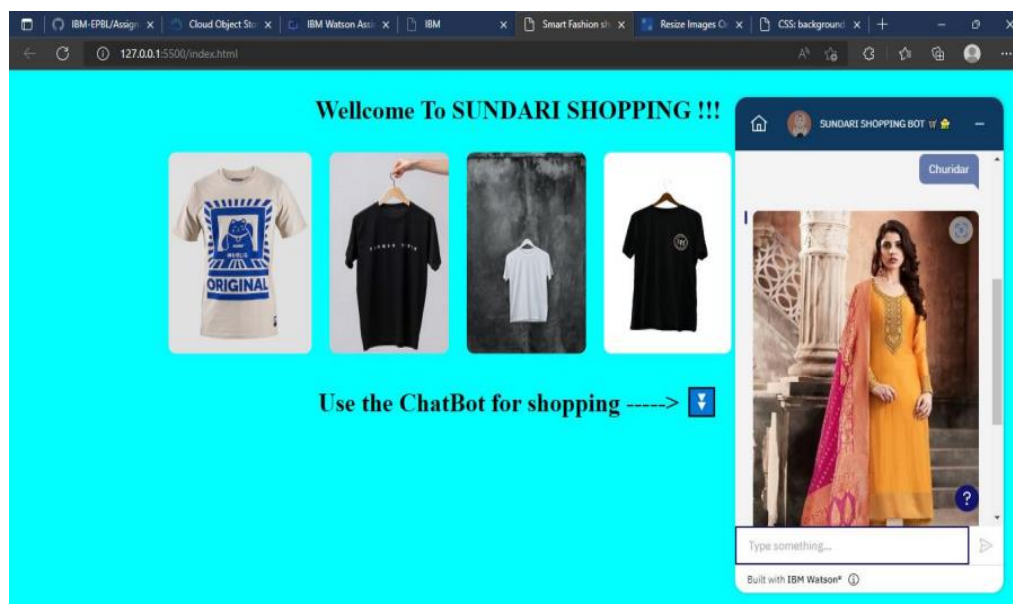 IBM-EPBL/Assign
Cloud Object Sto
IBM Watson Assi
IBM
Smart Fashion sh
Resize Images O
CSS: background
127.0.0.1:5500/index.html
Wellcome To SUNDARI SHOPPING !!!
ORIGINAL
Use the ChatBot for shopping ----->
SUNDARI SHOPPING BOT
Churidar
?
Type something...
Built with IBM Watson®